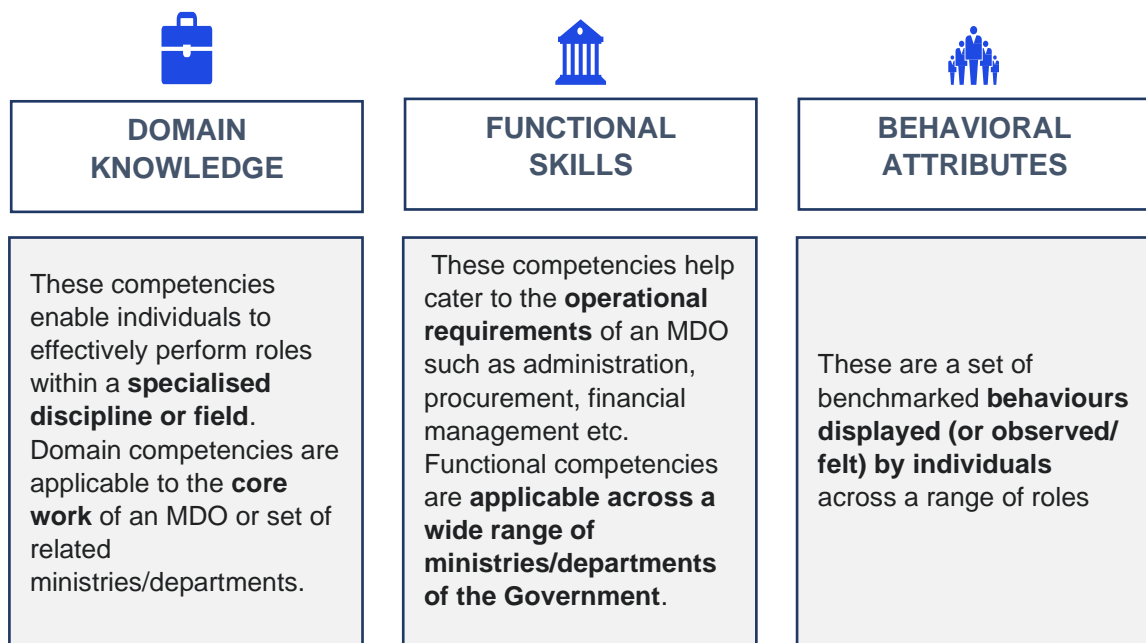 DOMAIN
KNOWLEDGE
These competencies
enable individuals to
effectively perform roles
within a specialised
discipline or field.
Domain competencies are
applicable to the core
work of an MDO or set of
related
ministries/departments.
FUNCTIONAL
SKILLS
These competencies help
cater to the operational
requirements of an MDO
such as administration,
procurement, financial
management etc.
Functional competencies
are applicable across a
wide range of
ministries/departments
of the Government.
BEHAVIORAL
ATTRIBUTES
These are a set of
benchmarked behaviours
displayed (or observed/
felt) by individuals
across a range of roles